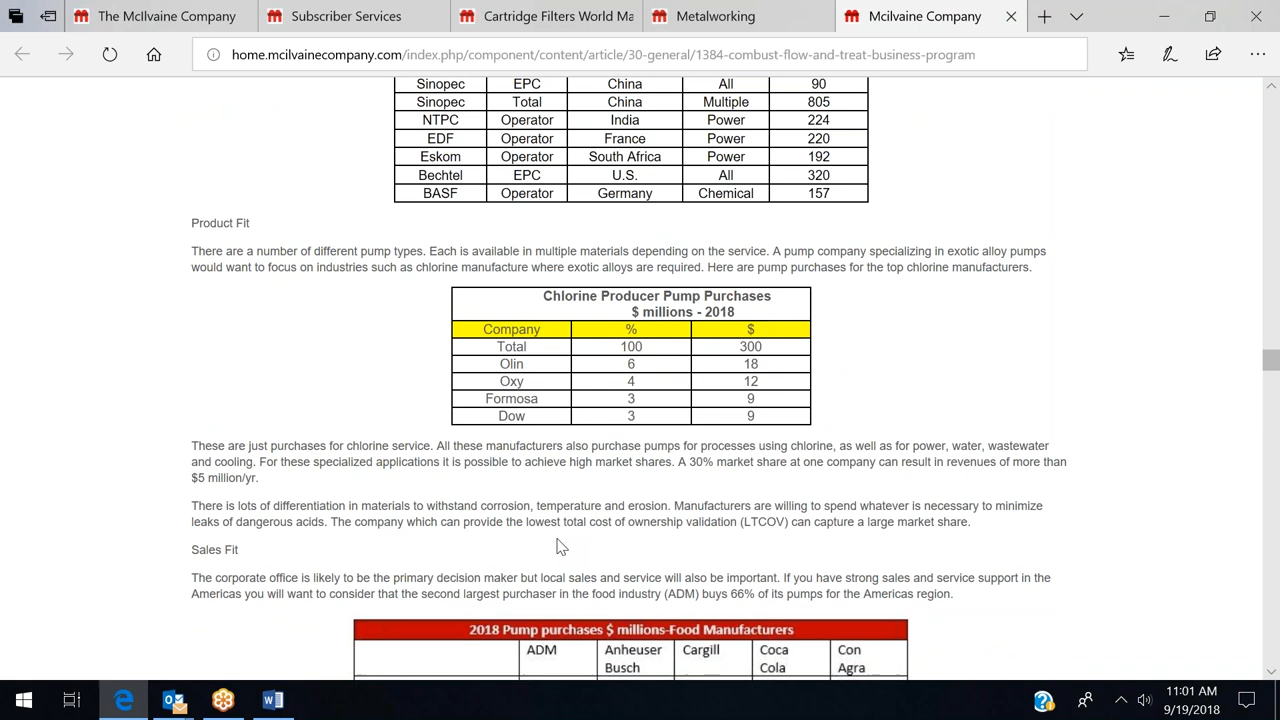 The McIlvaine Company
Subscriber Services
Cartridge Filters World Ma
Metalworking
McIlvaine Company
home.mcilvainecompany.com/index.php/component/content/article/30-general/1384-combust-flow-and-treat-business-program
Sinopec EPC China All 90
Sinopec Total China Multiple 805
NTPC Operator India Power 224
EDF Operator France Power 220
Eskom Operator South Africa Power 192
Bechtel EPC U.S. All 320
BASF Operator Germany Chemical 157
Product Fit
There are a number of different pump types. Each is available in multiple materials depending on the service. A pump company specializing in exotic alloy pumps
would want to focus on industries such as chlorine manufacture where exotic alloys are required. Here are pump purchases for the top chlorine manufacturers.
Chlorine Producer Pump Purchases
$ millions - 2018
Company % $
Total 100 300
Olin 6 18
Oxy 4 12
Formosa 3 9
Dow 3 9
These are just purchases for chlorine service. All these manufacturers also purchase pumps for processes using chlorine, as well as for power, water, wastewater
and cooling. For these specialized applications it is possible to achieve high market shares. A 30% market share at one company can result in revenues of more than
$5 million/yr.
There is lots of differentiation in materials to withstand corrosion, temperature and erosion. Manufacturers are willing to spend whatever is necessary to minimize
leaks of dangerous acids. The company which can provide the lowest total cost of ownership validation (LTCOV) can capture a large market share.
Sales Fit
The corporate office is likely to be the primary decision maker but local sales and service will also be important. If you have strong sales and service support in the
Americas you will want to consider that the second largest purchaser in the food industry (ADM) buys 66% of its pumps for the Americas region.
2018 Pump purchases $ millions-Food Manufacturers
ADM Anheuser Cargill Coca Con
Busch Cola Agra
11:01 AM
9/19/2018